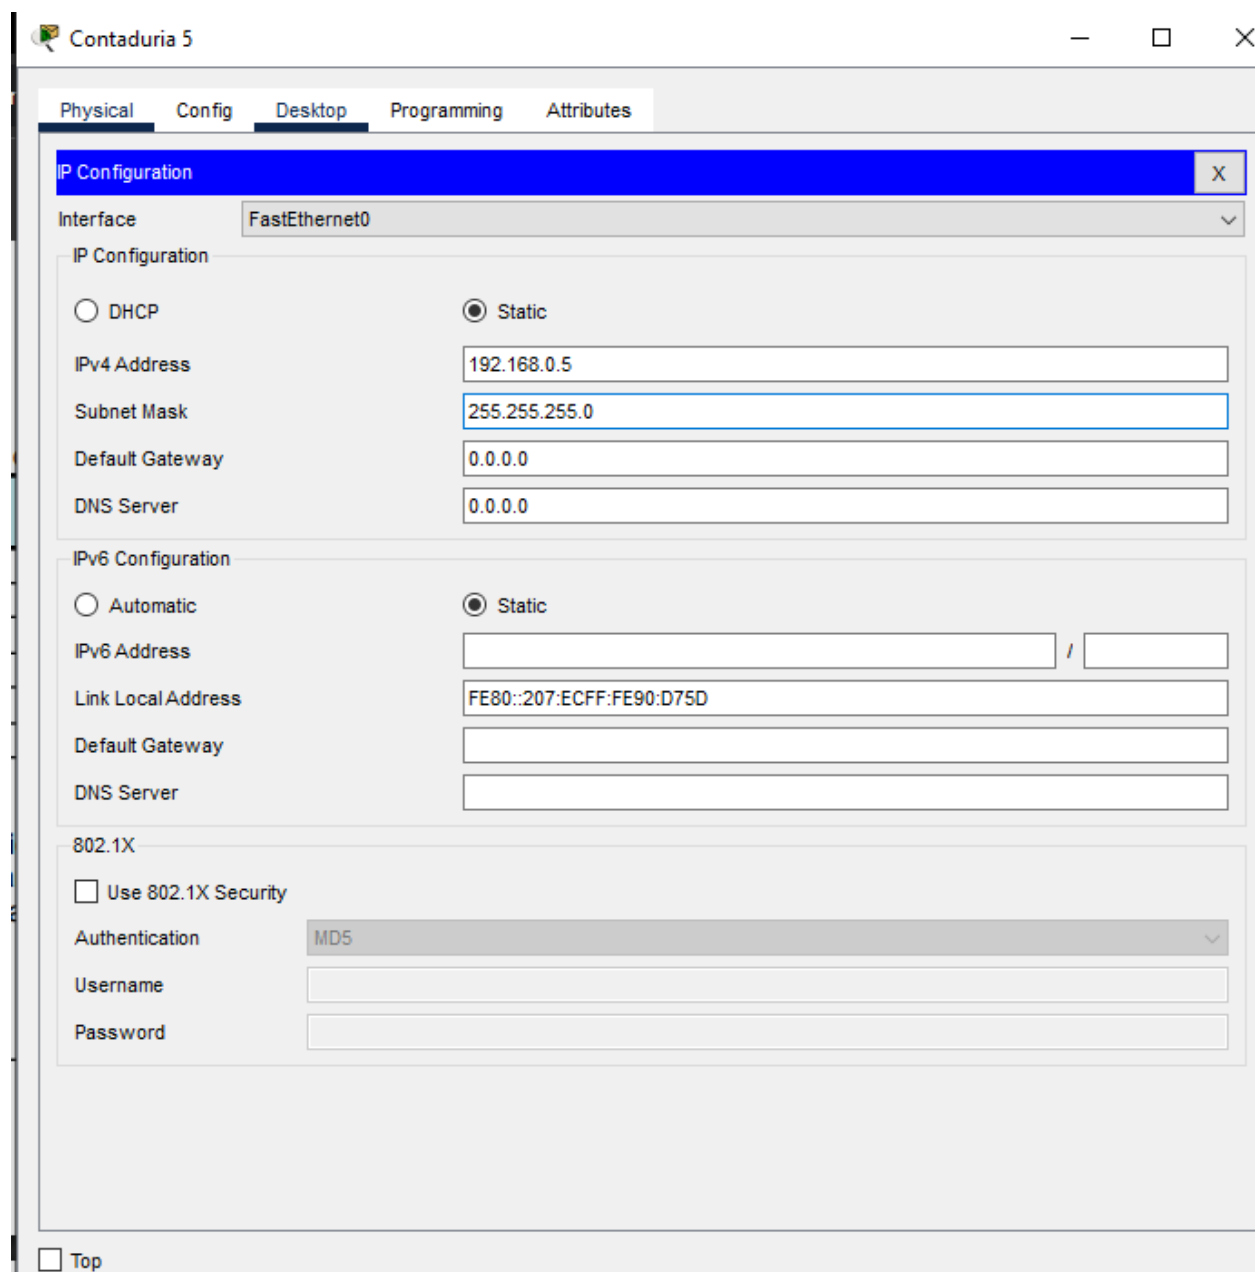 Contaduria 5
Physical Config Desktop Programming Attributes
IP Configuration X
Interface FastEthernet0
IP Configuration
DHCP Static
IPv4 Address 192.168.0.5
Subnet Mask 255.255.255.0
Default Gateway 0.0.0.0
DNS Server 0.0.0.0
IPv6 Configuration
Automatic Static
IPv6 Address /
Link Local Address FE80::207:ECFF:FE90:D75D
Default Gateway
DNS Server
802.1X
Use 802.1X Security
Authentication MD5
Username
Password
Top